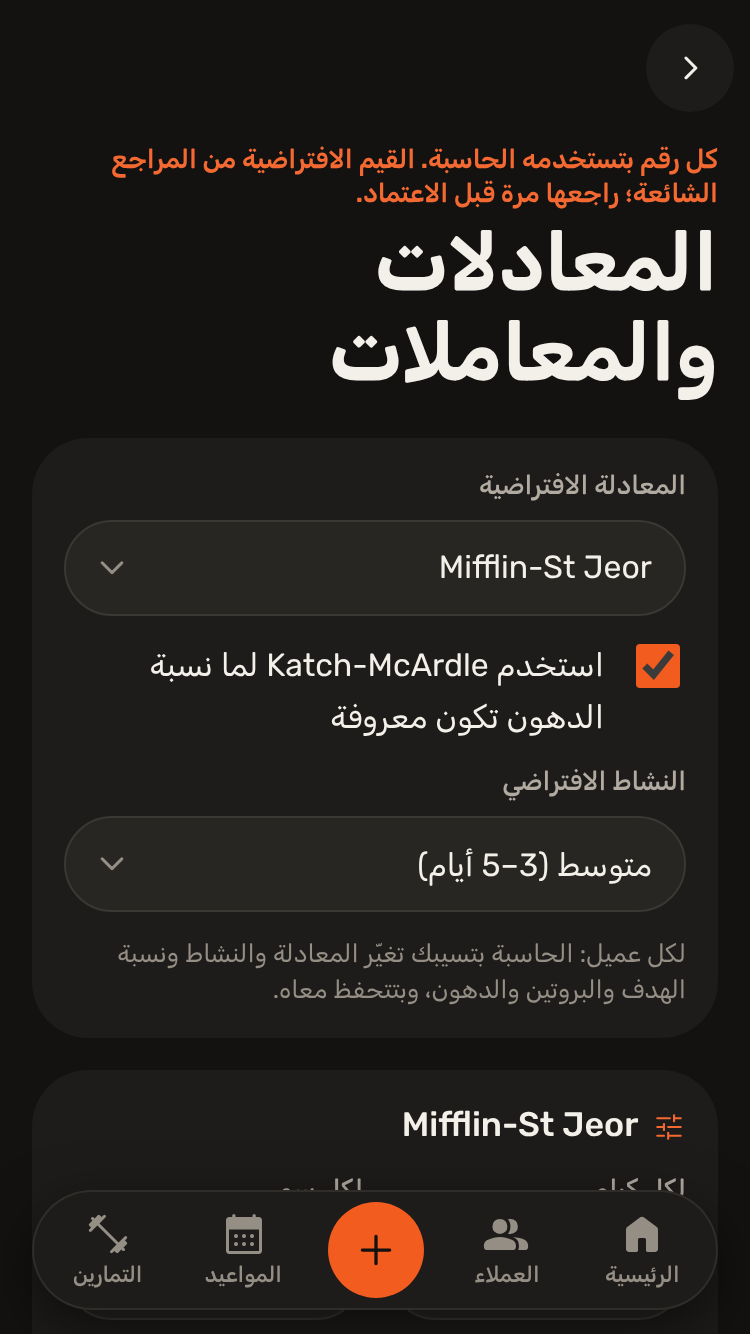 كل رقم بتستخدمه الحاسبة. القيم الافتراضية من المراجع
الشائعة؛ راجعها مرة قبل الاعتماد.
المعادلات
والمعاملات
المعادلة الافتراضية
Mifflin-St Jeor
استخدم Katch-McArdle لما نسبة
الدهون تكون معروفة
النشاط الافتراضي
متوسط (3–5 أيام)
لكل عميل: الحاسبة بتسيبك تغيّر المعادلة والنشاط ونسبة
الهدف والبروتين والدهون، وبتتحفظ معاه.
Mifflin-St Jeor
الرئيسية
العملاء
المواعيد
التمارين